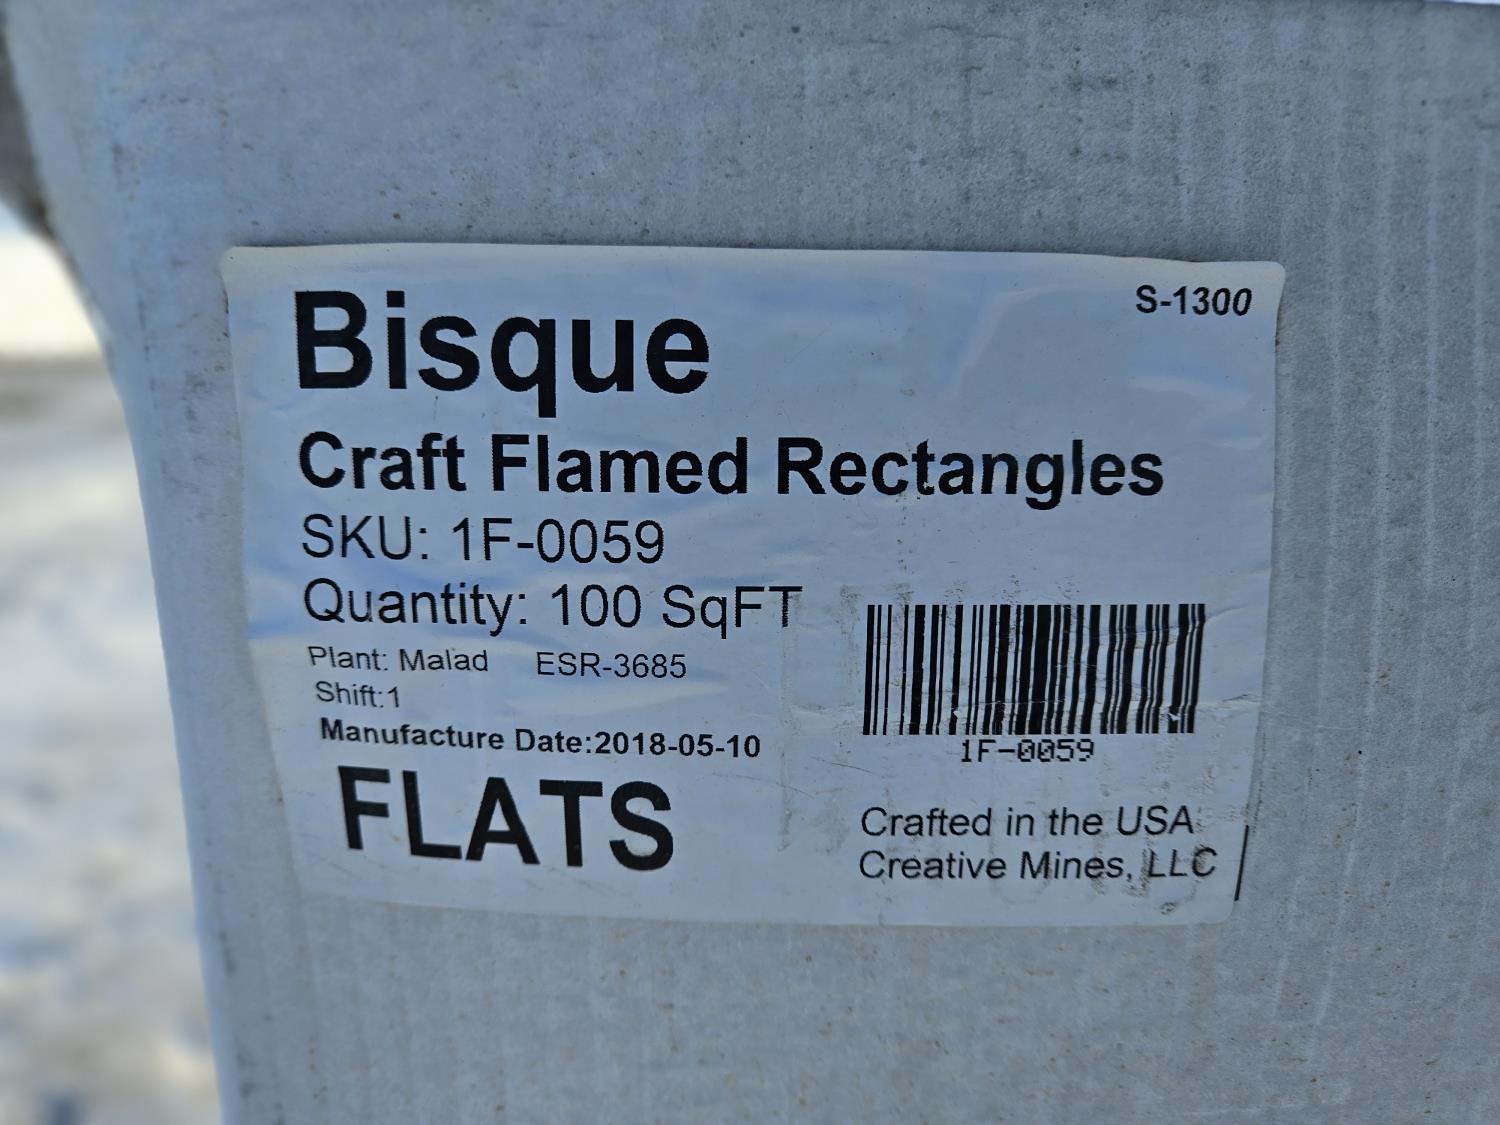 S-1300
Bisque
Craft Flamed Rectangles
SKU: 1F-0059
Quantity: 100 SqFT
Plant: Malad ESR-3685
Shift:1
Manufacture Date:2018-05-10
FLATS
1F-0059
Crafted in the USA
Creative Mines, LLC